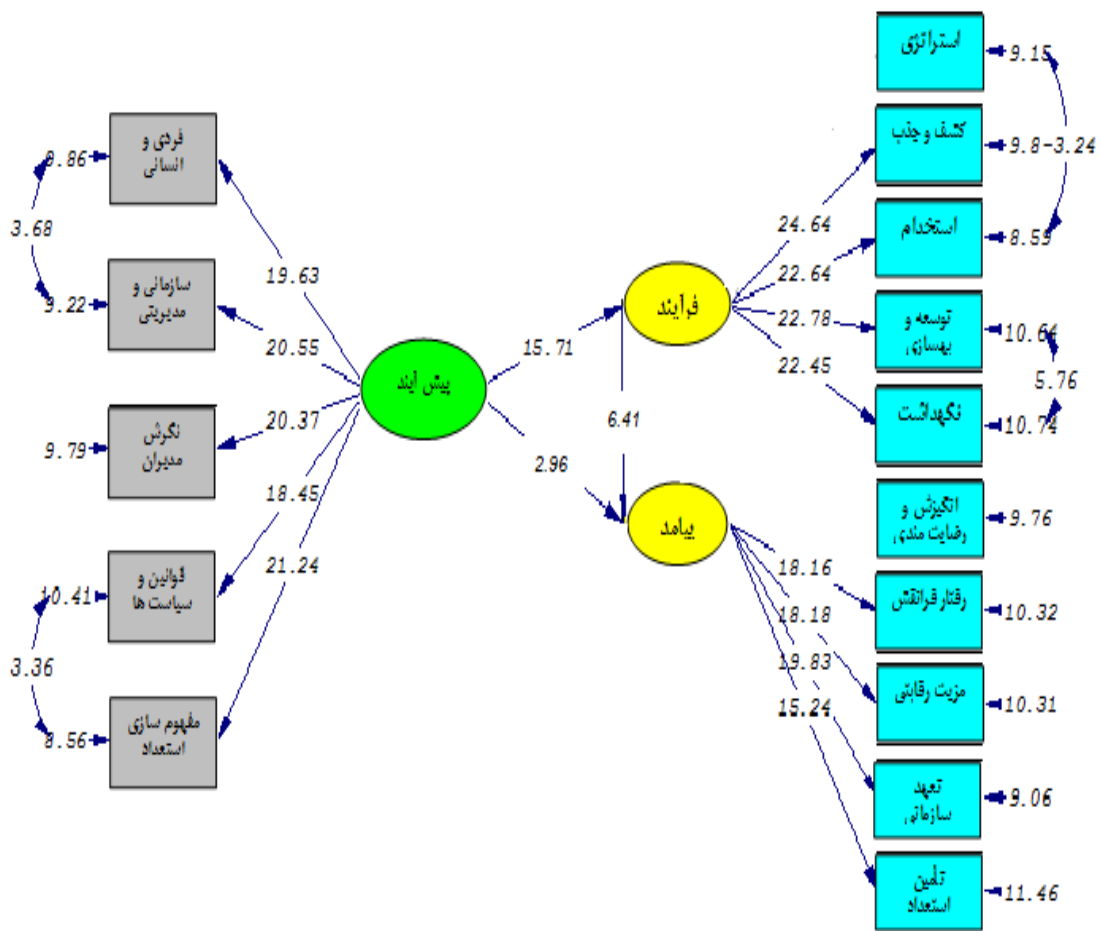 استراتژی
9.15
کشف و جذب
9.8
-3.24
استخدام
8.59
توسعه و
بهسازی
10.64
5.76
نگهداشت
10.74
انگیزش و
رضایت مندی
9.76
رفتار فرانقش
10.32
مزیت رقابتی
10.31
تعهد
سازمانی
9.06
تأمین
استعداد
11.46
24.64
22.64
22.78
22.45
فرآیند
15.71
6.41
2.96
پیامد
18.16
18.18
19.83
15.24
پیش آیند
19.63
20.55
20.37
18.45
21.24
فردی و
انسانی
3.68
سازمانی و
مدیریتی
9.22
نگرش
مدیران
9.79
قوانین و
سیاست ها
10.41
3.36
مفهوم سازی
استعداد
8.56